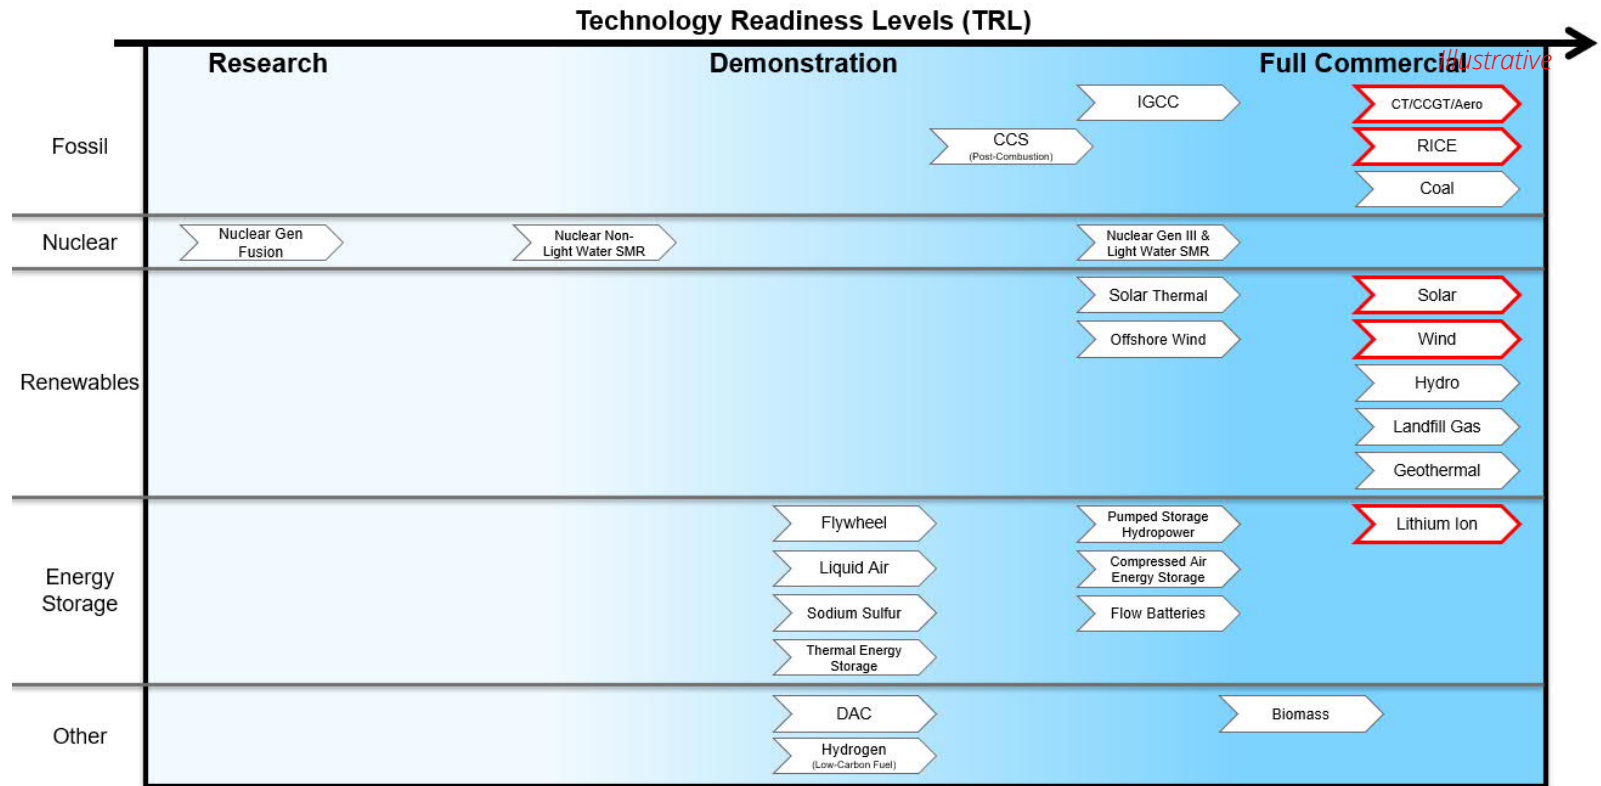 Technology Readiness Levels (TRL)
Research
Demonstration
Full Commercial
Illustrative
Fossil
IGCC
CT/CCGT/Aero
CCS
(Post-Combustion)
RICE
Coal
Nuclear
Nuclear Gen
Fusion
Nuclear Non-
Light Water SMR
Nuclear Gen III &
Light Water SMR
Renewables
Solar Thermal
Solar
Offshore Wind
Wind
Hydro
Landfill Gas
Geothermal
Energy
Storage
Flywheel
Pumped Storage
Hydropower
Lithium Ion
Liquid Air
Compressed Air
Energy Storage
Sodium Sulfur
Flow Batteries
Thermal Energy
Storage
Other
DAC
Biomass
Hydrogen
(Low-Carbon Fuel)